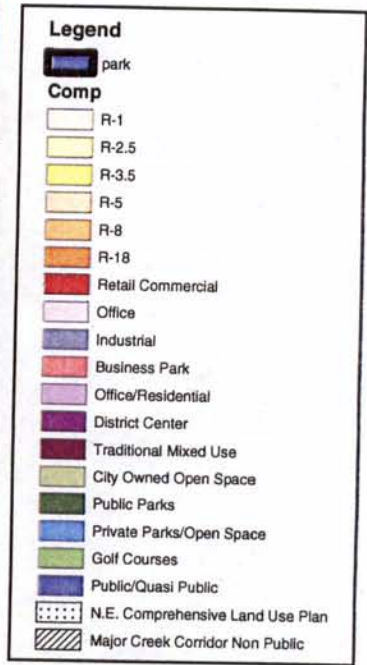 Legend
park
Comp
R-1
R-2.5
R-3.5
R-5
R-8
R-18
Retail Commercial
Office
Industrial
Business Park
Office/Residential
District Center
Traditional Mixed Use
City Owned Open Space
Public Parks
Private Parks/Open Space
Golf Courses
Public/Quasi Public
N.E. Comprehensive Land Use Plan
Major Creek Corridor Non Public